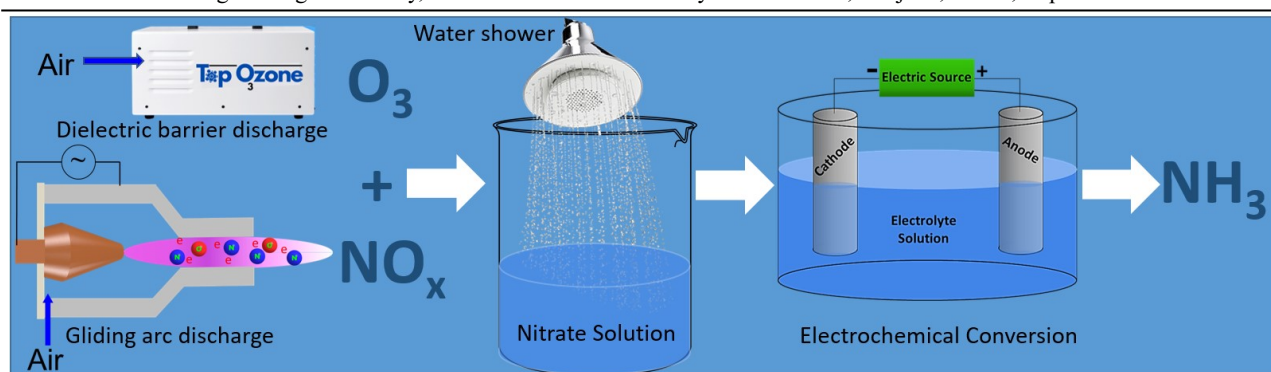 Air
Top Ozone
3
Dielectric barrier discharge
~
e e e
N O N O N N
e e
Gliding arc discharge
Air
O3
+
NOx
Water shower
Nitrate Solution
- Electric Source +
Cathode
Anode
Electrolyte
Solution
Electrochemical Conversion
NH3